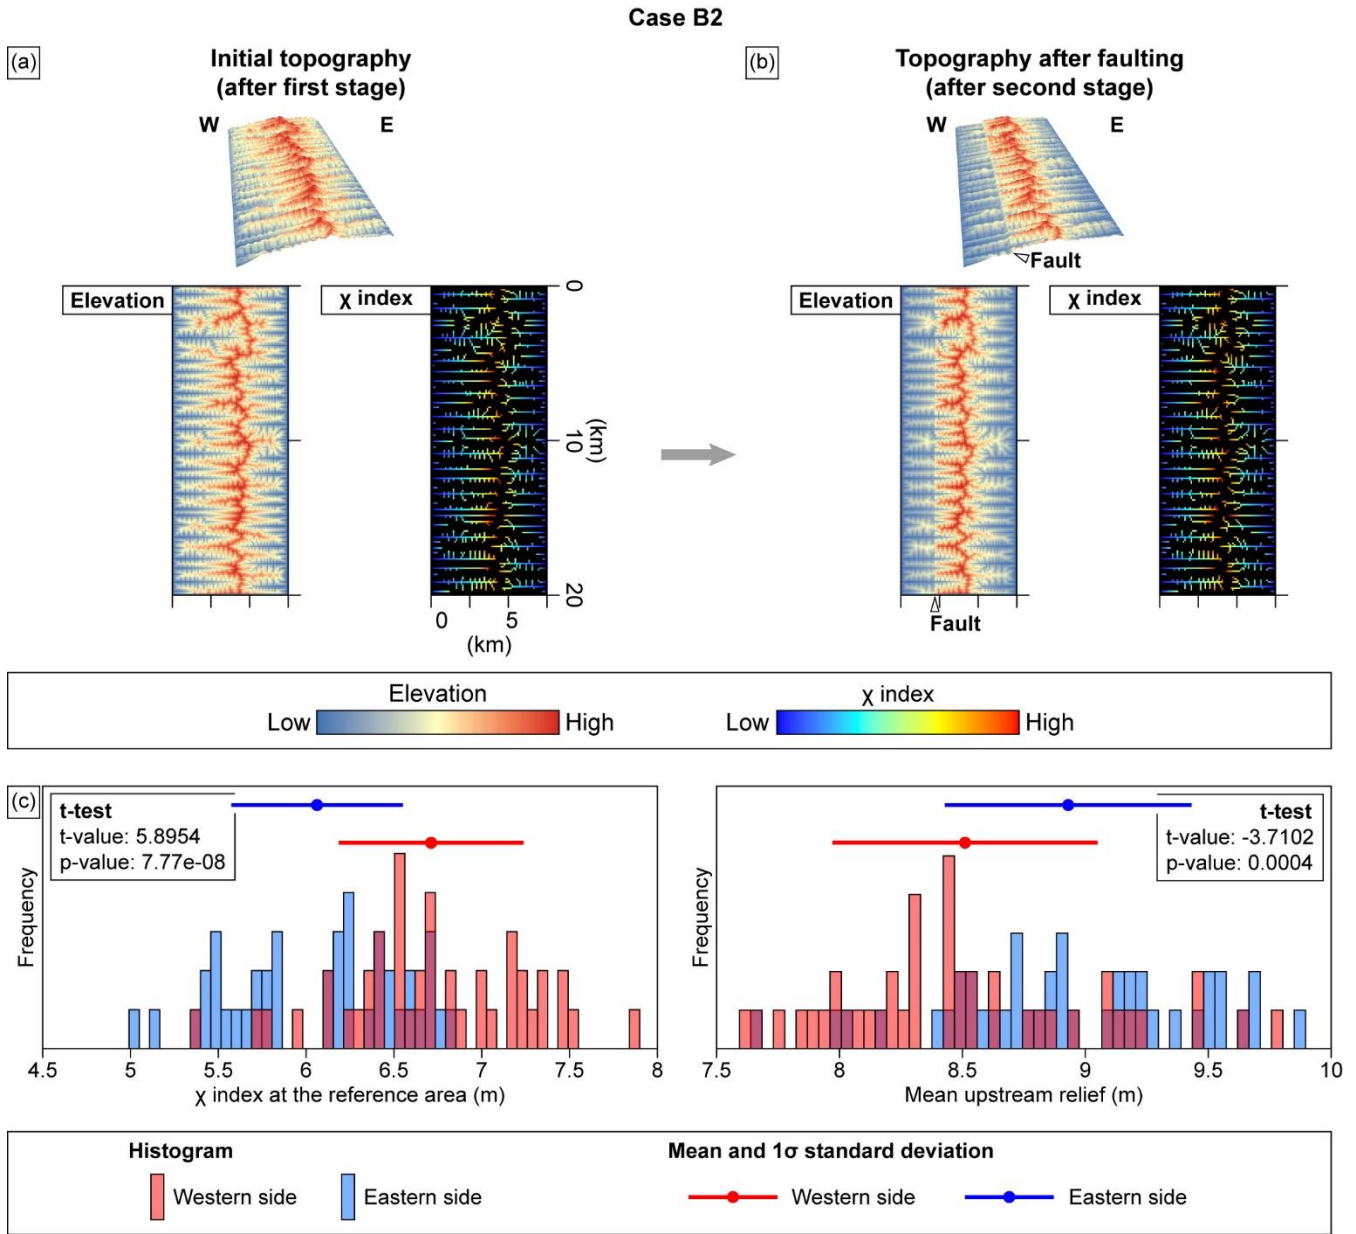 Case B2
(a)
Initial topography
(after first stage)
W
E
Elevation
χ index
0
10
20
(km)
0
5
(km)
(b)
Topography after faulting
(after second stage)
W
E
Fault
Elevation
χ index
Fault
Elevation
Low
High
χ index
Low
High
(c)
t-test
t-value: 5.8954
p-value: 7.77e-08
Frequency
4.5
5
5.5
6
6.5
7
7.5
8
χ index at the reference area (m)
t-test
t-value: -3.7102
p-value: 0.0004
Frequency
7.5
8
8.5
9
9.5
10
Mean upstream relief (m)
Histogram
Western side
Eastern side
Mean and 1σ standard deviation
Western side
Eastern side